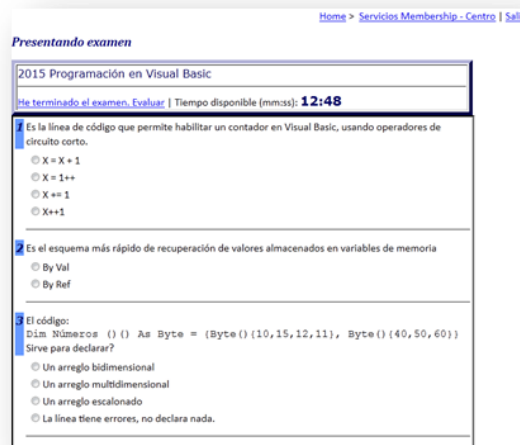 Home > Servicios Membership - Centro | Sali
Presentando examen
2015 Programación en Visual Basic
He terminado el examen. Evaluar | Tiempo disponible (mm:ss): 12:48
1 Es la línea de código que permite habilitar un contador en Visual Basic, usando operadores de
circuito corto.
X = X + 1
X = 1++
X += 1
X++1
2 Es el esquema más rápido de recuperación de valores almacenados en variables de memoria
By Val
By Ref
3 El código:
Dim Números ()() As Byte = {Byte(){10,15,12,11}, Byte(){40,50,60}}
Sirve para declarar?
Un arreglo bidimensional
Un arreglo multidimensional
Un arreglo escalonado
La línea tiene errores, no declara nada.